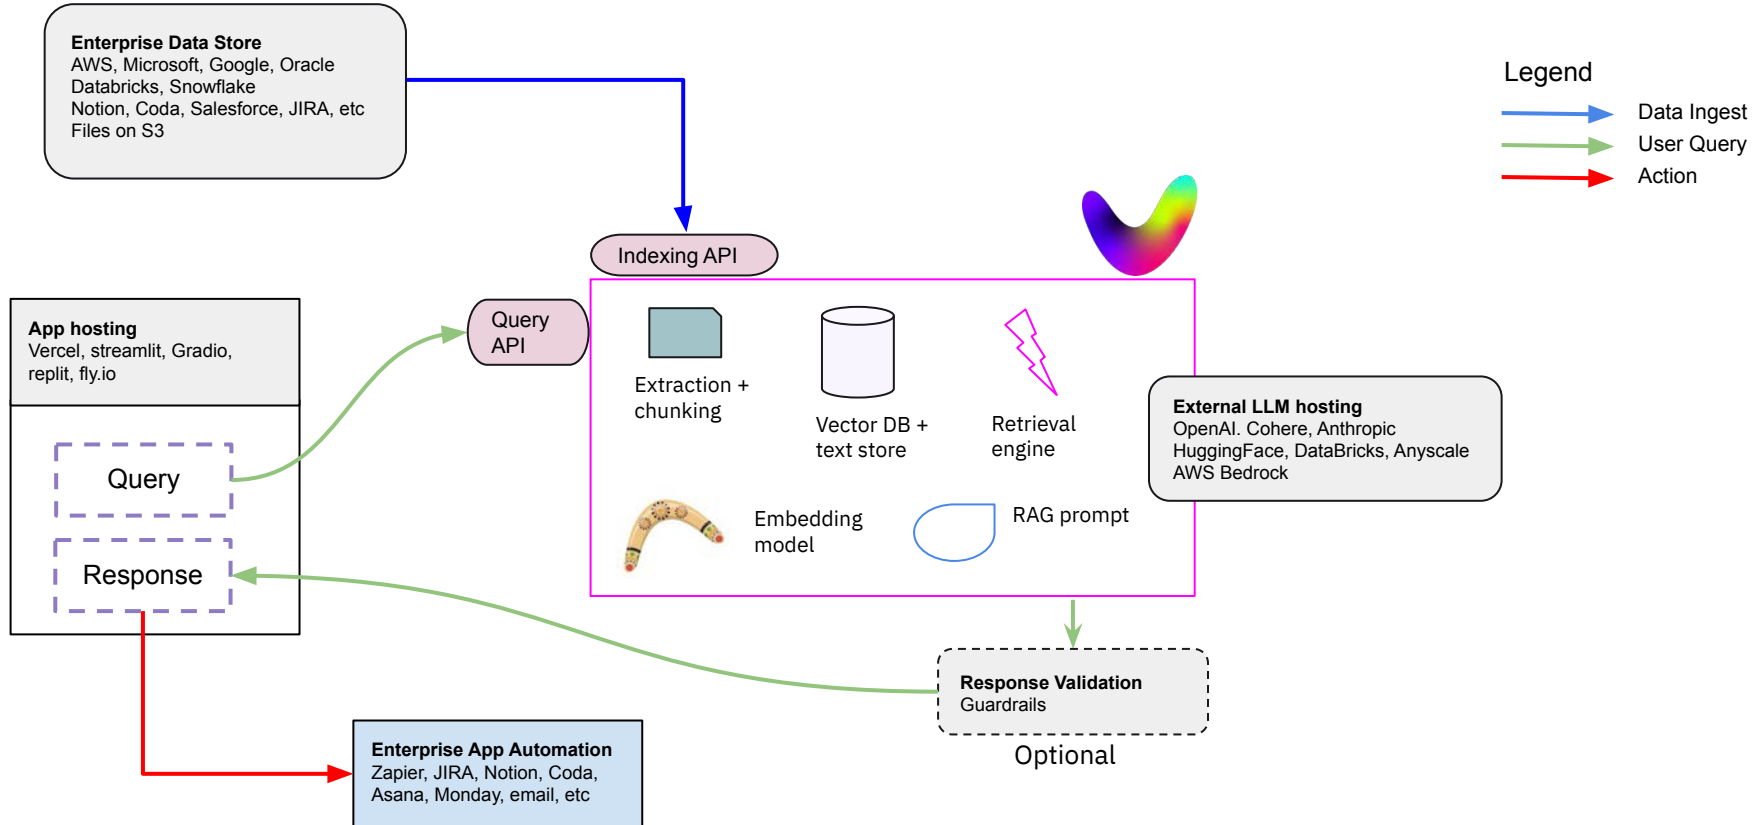 Enterprise Data Store
AWS, Microsoft, Google, Oracle
Databricks, Snowflake
Notion, Coda, Salesforce, JIRA, etc
Files on S3
Legend
Data Ingest
User Query
Action
Indexing API
Query
API
App hosting
Vercel, streamlit, Gradio,
replit, fly.io
Query
Response
Extraction +
chunking
Vector DB +
text store
Retrieval
engine
Embedding
model
RAG prompt
External LLM hosting
OpenAI. Cohere, Anthropic
HuggingFace, DataBricks, Anyscale
AWS Bedrock
Response Validation
Guardrails
Optional
Enterprise App Automation
Zapier, JIRA, Notion, Coda,
Asana, Monday, email, etc